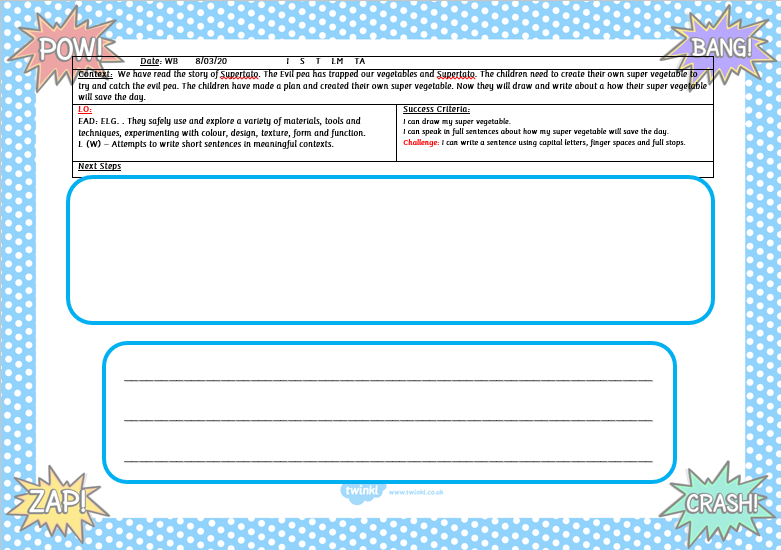 POW!
BANG!
Date: WB 8/03/20 I S T LM TA
Context: We have read the story of Supertato. The Evil pea has trapped our vegetables and Supertato. The children need to create their own super vegetable to
try and catch the evil pea. The children have made a plan and created their own super vegetable. Now they will draw and write about a how their super vegetable
will save the day.
LO:
EAD: ELG. . They safely use and explore a variety of materials, tools and
techniques, experimenting with colour, design, texture, form and function.
L (W) – Attempts to write short sentences in meaningful contexts.
Success Criteria:
I can draw my super vegetable.
I can speak in full sentences about how my super vegetable will save the day.
Challenge: I can write a sentence using capital letters, finger spaces and full stops.
Next Steps
ZAP!
twinkl www.twinkl.co.uk
CRASH!